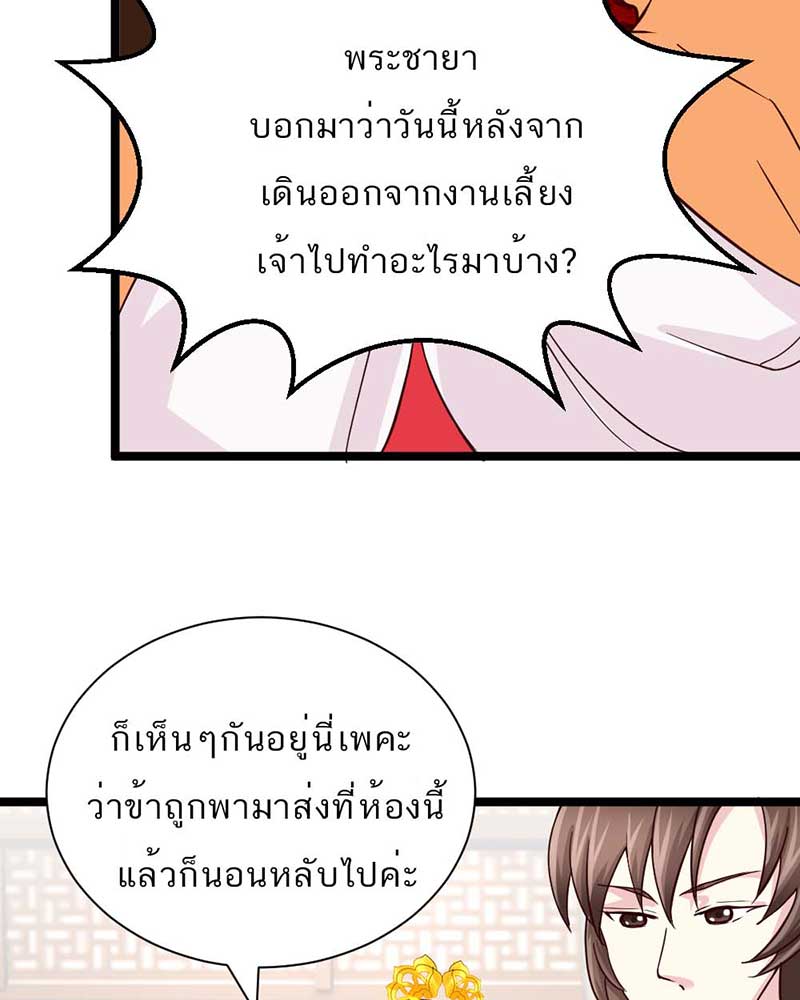 พระชายา
บอกมาว่าวันนี้หลังจาก
เดินออกจากงานเลี้ยง
เจ้าไปทำอะไรมาบ้าง?
ก็เห็นๆกันอยู่นี่เพคะ
ว่าข้าถูกพามาส่งที่ห้องนี้
แล้วก็นอนหลับไปค่ะ